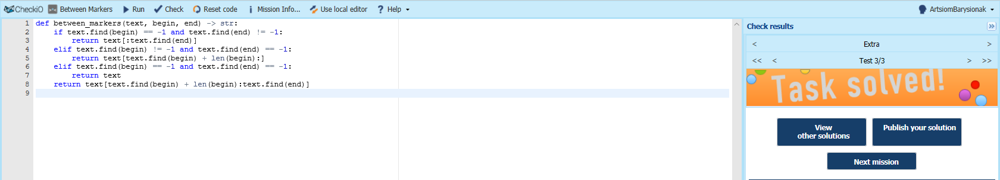 CheckiO Between Markers Run Check Reset code Mission Info... Use local editor Help ArtsiomBarysionak
1 def between_markers(text, begin, end) -> str:
2     if text.find(begin) == -1 and text.find(end) != -1:
3         return text[:text.find(end)]
4     elif text.find(begin) != -1 and text.find(end) == -1:
5         return text[text.find(begin) + len(begin):]
6     elif text.find(begin) == -1 and text.find(end) == -1:
7         return text
8     return text[text.find(begin) + len(begin):text.find(end)]
9
Check results »
< Extra >
<< < Test 3/3 > >>
Task solved!
View
other solutions
Publish your solution
Next mission